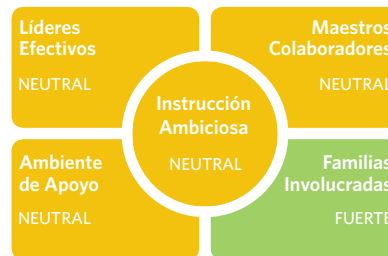 Líderes
Efectivos
NEUTRAL
Maestros
Colaboradores
NEUTRAL
Instrucción
Ambiciosa
NEUTRAL
Ambiente
de Apoyo
NEUTRAL
Familias
Involucradas
FUERTE